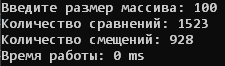 Введите размер массива: 100
Количество сравнений: 1523
Количество смещений: 928
Время работы: 0 ms